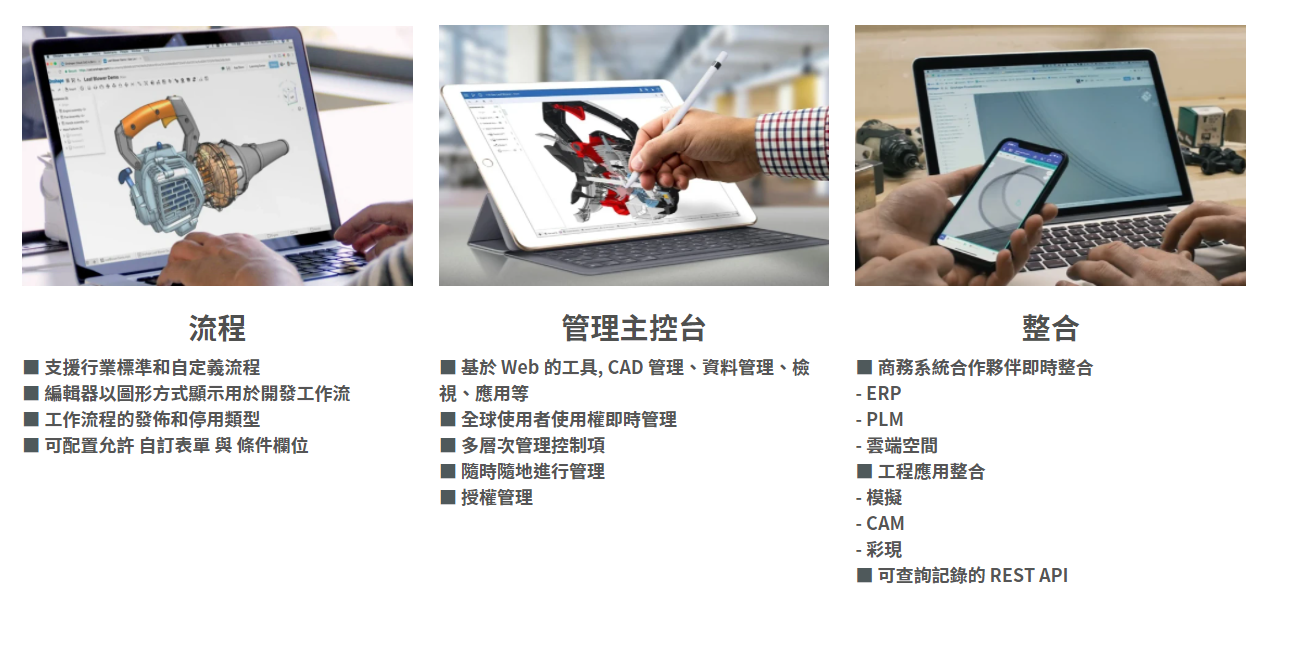 Leaf Blower Demo
流程
■ 支援行業標準和自定義流程
■ 編輯器以圖形方式顯示用於開發工作流
■ 工作流程的發佈和停用類型
■ 可配置允許 自訂表單 與 條件欄位
管理主控台
■ 基於 Web 的工具, CAD 管理、資料管理、檢
視、應用等
■ 全球使用者使用權即時管理
■ 多層次管理控制項
■ 隨時隨地進行管理
■ 授權管理
整合
■ 商務系統合作夥伴即時整合
- ERP
- PLM
- 雲端空間
■ 工程應用整合
- 模擬
- CAM
- 彩現
■ 可查詢記錄的 REST API